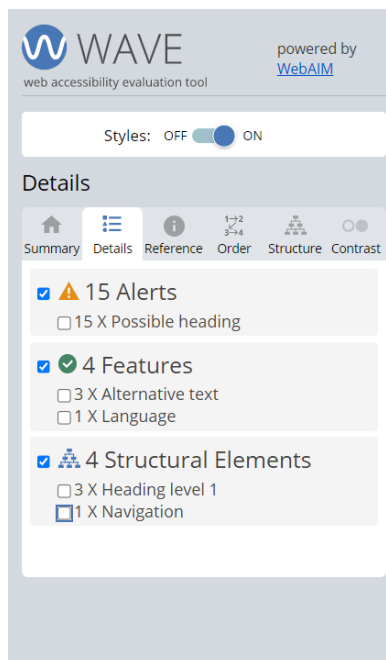 WAVE
web accessibility evaluation tool
powered by
WebAIM
Styles: OFF ON
Details
Summary Details Reference Order Structure Contrast
15 Alerts
15 X Possible heading
4 Features
3 X Alternative text
1 X Language
4 Structural Elements
3 X Heading level 1
1 X Navigation